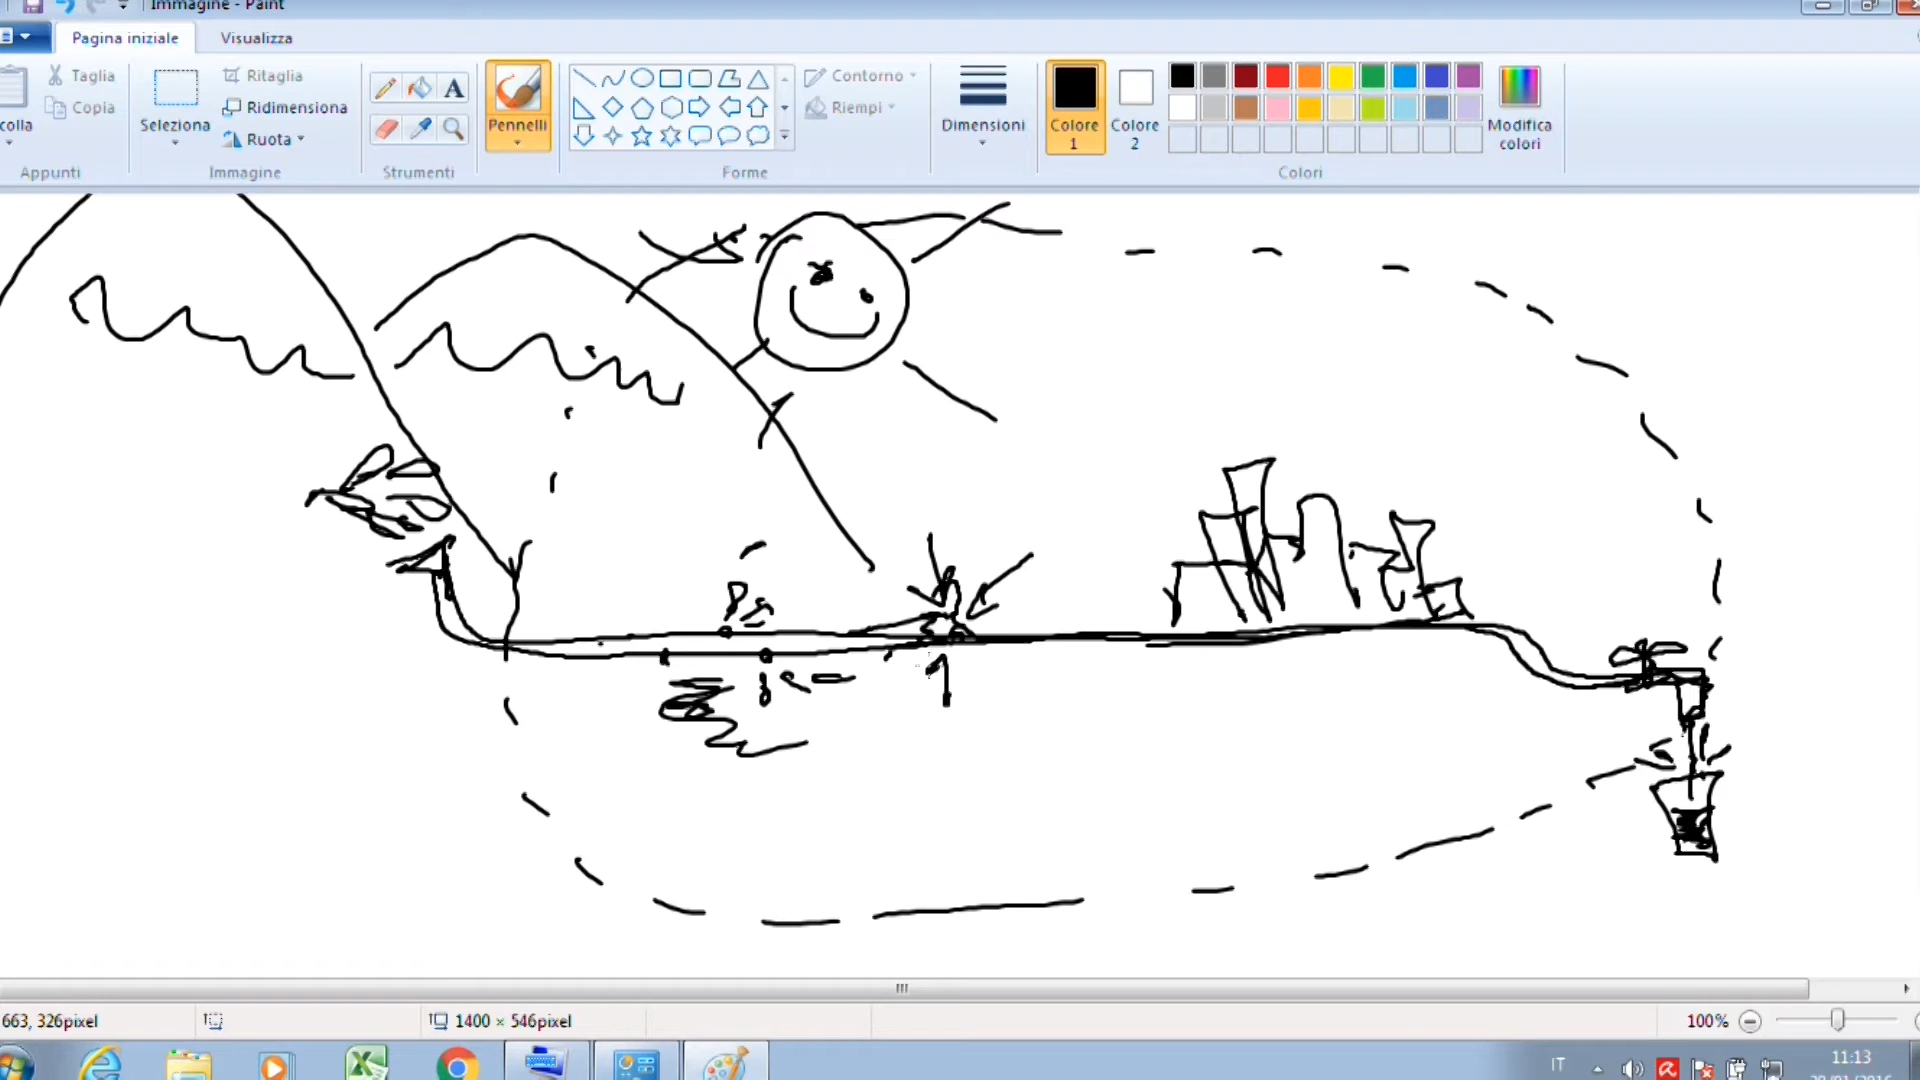 Immagine - Paint
Pagina iniziale
Visualizza
Taglia
Copia
Seleziona
Ritaglia
Ridimensiona
Ruota
Pennelli
Contorno
Riempi
Dimensioni
Colore 1
Colore 2
Modifica colori
Appunti
Immagine
Strumenti
Forme
Colori
663, 326pixel
1400 × 546pixel
100%
IT
11:13